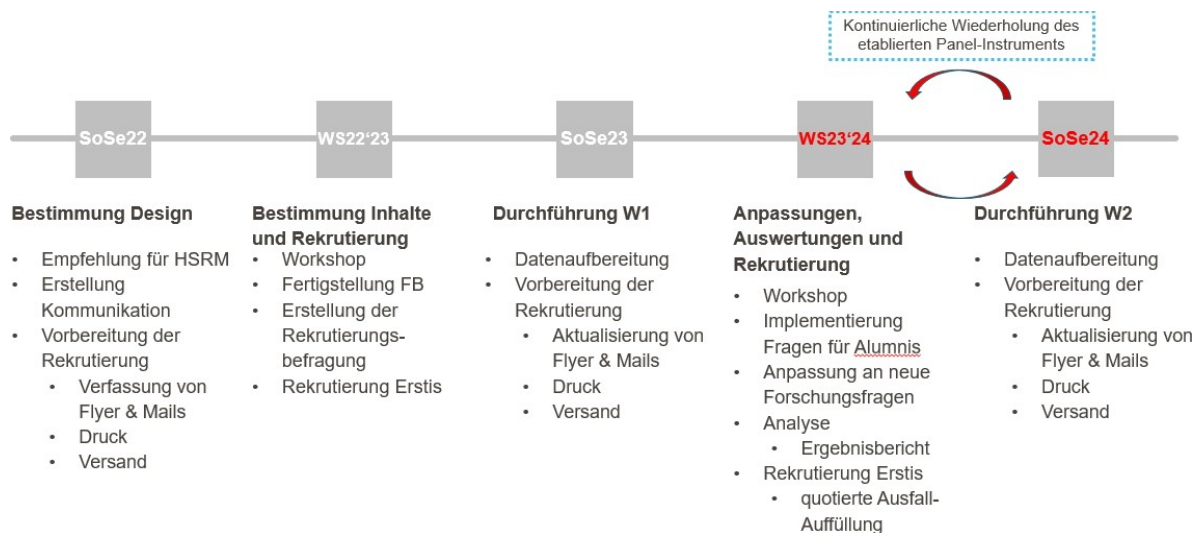 Kontinuierliche Wiederholung des
etablierten Panel-Instruments
SoSe22
WS22‘23
SoSe23
WS23‘24
SoSe24
Bestimmung Design
• Empfehlung für HSRM
• Erstellung
Kommunikation
• Vorbereitung der
Rekrutierung
• Verfassung von
Flyer & Mails
• Druck
• Versand
Bestimmung Inhalte
und Rekrutierung
• Workshop
• Fertigstellung FB
• Erstellung der
Rekrutierungs-
befragung
• Rekrutierung Erstis
Durchführung W1
• Datenaufbereitung
• Vorbereitung der
Rekrutierung
• Aktualisierung von
Flyer & Mails
• Druck
• Versand
Anpassungen,
Auswertungen und
Rekrutierung
• Workshop
• Implementierung
Fragen für Alumnis
• Anpassung an neue
Forschungsfragen
• Analyse
• Ergebnisbericht
• Rekrutierung Erstis
• quotierte Ausfall-
Auffüllung
Durchführung W2
• Datenaufbereitung
• Vorbereitung der
Rekrutierung
• Aktualisierung von
Flyer & Mails
• Druck
• Versand